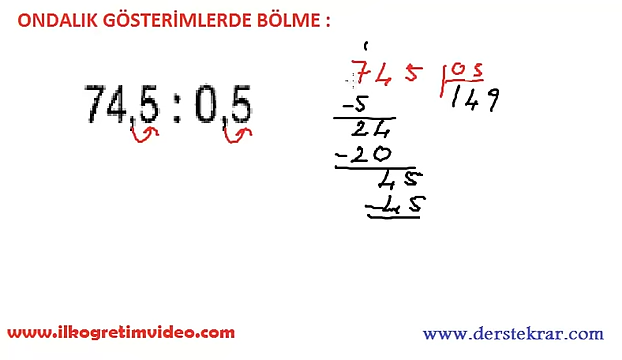 ONDALIK GÖSTERİMLERDE BÖLME :
74,5 : 0,5
745 05
149
-5
24
-20
45
-45
www.ilkogretimvideo.com
www.derstekrar.com